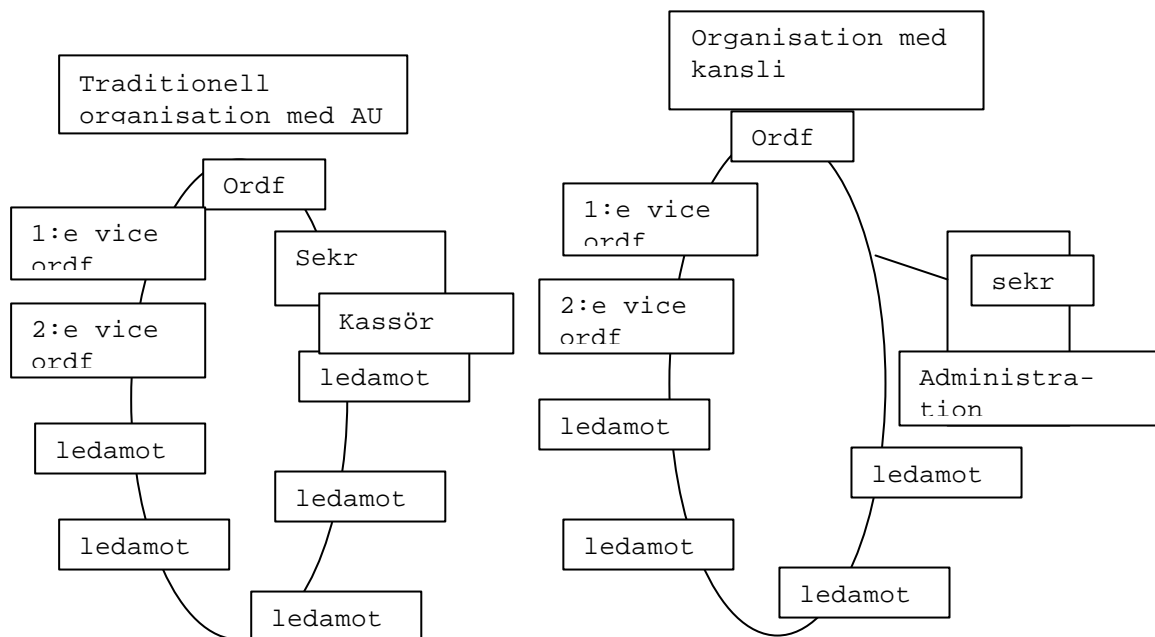 Traditionell
organisation med AU
Ordf
1:e vice
ordf
Sekr
Kassör
2:e vice
ordf
ledamot
ledamot
ledamot
ledamot
ledamot
Organisation med
kansli
Ordf
1:e vice
ordf
sekr
2:e vice
ordf
Administra-
tion
ledamot
ledamot
ledamot
ledamot